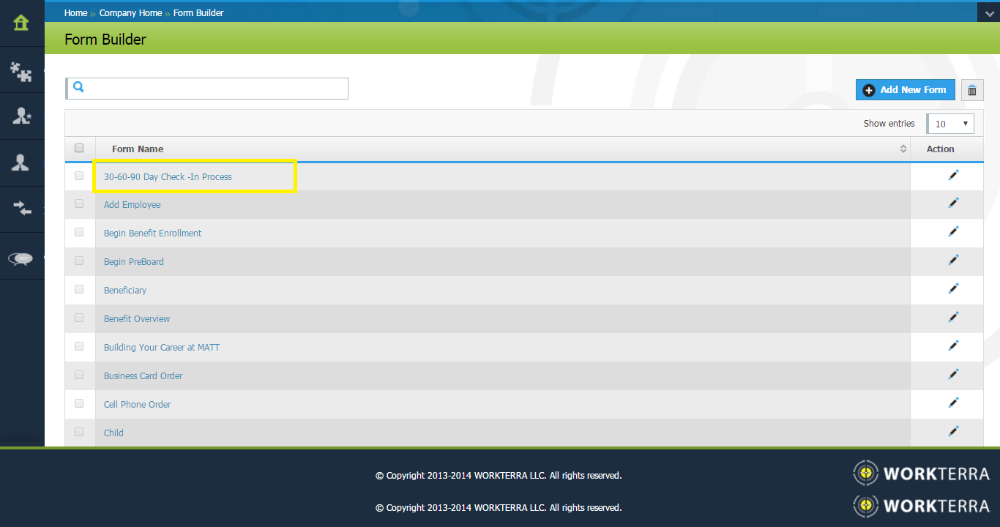 Home » Company Home » Form Builder
Form Builder
Add New Form
Show entries 10
Form Name Action
30-60-90 Day Check -In Process
Add Employee
Begin Benefit Enrollment
Begin PreBoard
Beneficiary
Benefit Overview
Building Your Career at MATT
Business Card Order
Cell Phone Order
Child
© Copyright 2013-2014 WORKTERRA LLC. All rights reserved.
WORKTERRA
© Copyright 2013-2014 WORKTERRA LLC. All rights reserved.
WORKTERRA